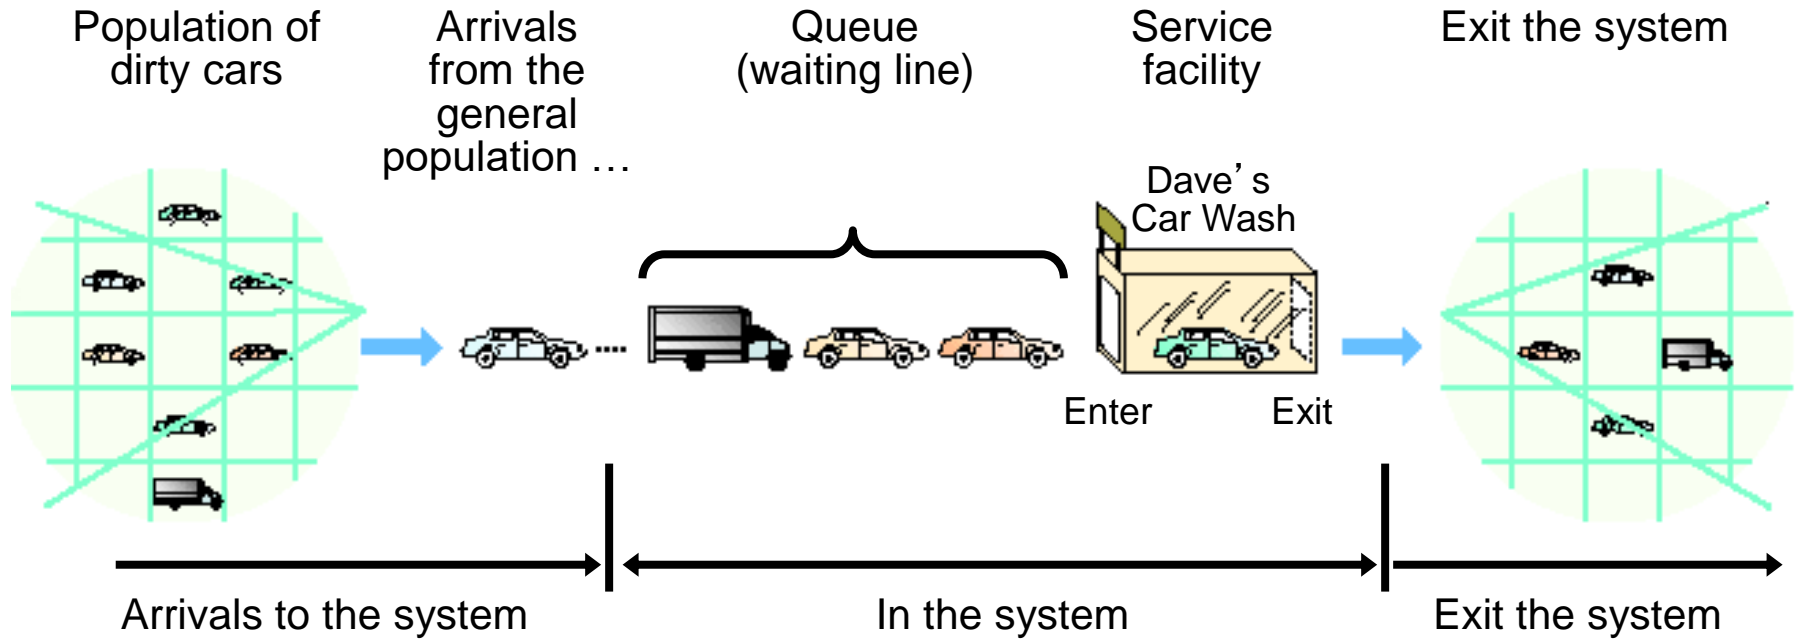 Population of
dirty cars
Arrivals
from the
general
population …
Queue
(waiting line)
Service
facility
Exit the system
Dave’s
Car Wash
Enter
Exit
Arrivals to the system
In the system
Exit the system